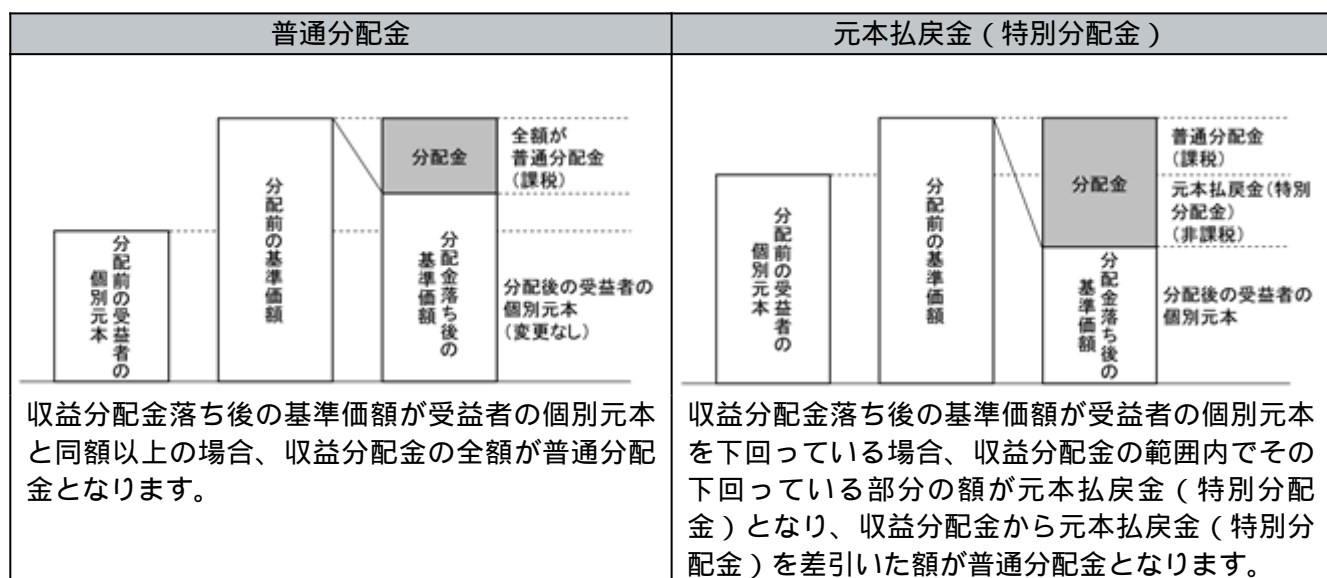 普通分配金
全額が
普通分配金
(課税)
分配金
分配前の基準価額
分配前の受益者の
個別元本
分配金落ち後の
基準価額
分配後の受益者の
個別元本
(変更なし)
収益分配金落ち後の基準価額が受益者の個別元本
と同額以上の場合、収益分配金の全額が普通分配
金となります。
元本払戻金(特別分配金)
普通分配金
(課税)
元本払戻金(特別
分配金)
(非課税)
分配金
分配前の基準価額
分配前の受益者の
個別元本
分配金落ち後の
基準価額
分配後の受益者の
個別元本
収益分配金落ち後の基準価額が受益者の個別元本
を下回っている場合、収益分配金の範囲内でその
下回っている部分の額が元本払戻金(特別分配
金)となり、収益分配金から元本払戻金(特別分
配金)を差引いた額が普通分配金となります。